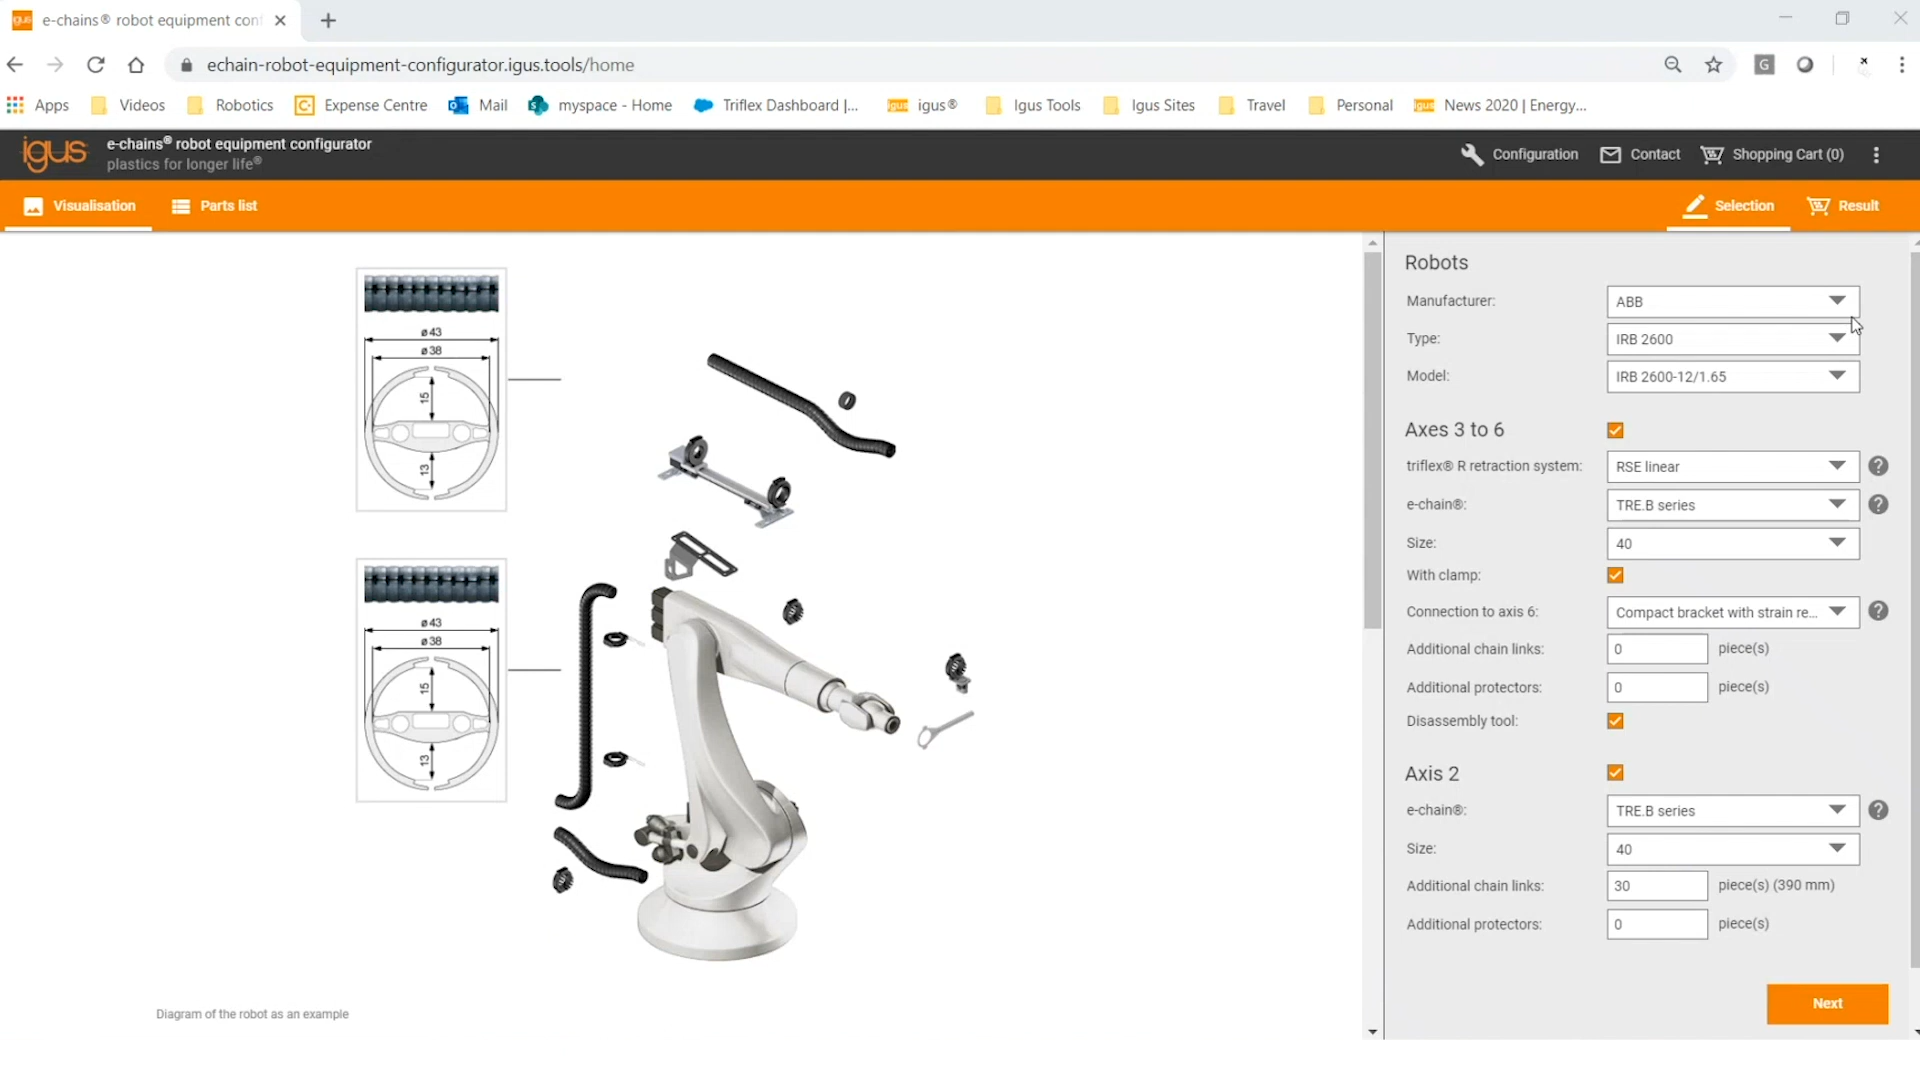 igus e-chains® robot equipment conf
echain-robot-equipment-configurator.igus.tools/home
G
Apps Videos Robotics C Expense Centre Mail S myspace - Home Triflex Dashboard |... igus igus® Igus Tools Igus Sites Travel Personal igus News 2020 | Energy...
igus e-chains® robot equipment configurator
plastics for longer life®
Configuration Contact Shopping Cart (0)
Visualisation Parts list Selection Result
ø43
ø38
15
13
ø43
ø38
15
13
Diagram of the robot as an example
Robots
Manufacturer: ABB
Type: IRB 2600
Model: IRB 2600-12/1.65
Axes 3 to 6
triflex® R retraction system: RSE linear ?
e-chain®: TRE.B series ?
Size: 40
With clamp:
Connection to axis 6: Compact bracket with strain re... ?
Additional chain links: 0 piece(s)
Additional protectors: 0 piece(s)
Disassembly tool:
Axis 2
e-chain®: TRE.B series ?
Size: 40
Additional chain links: 30 piece(s) (390 mm)
Additional protectors: 0 piece(s)
Next